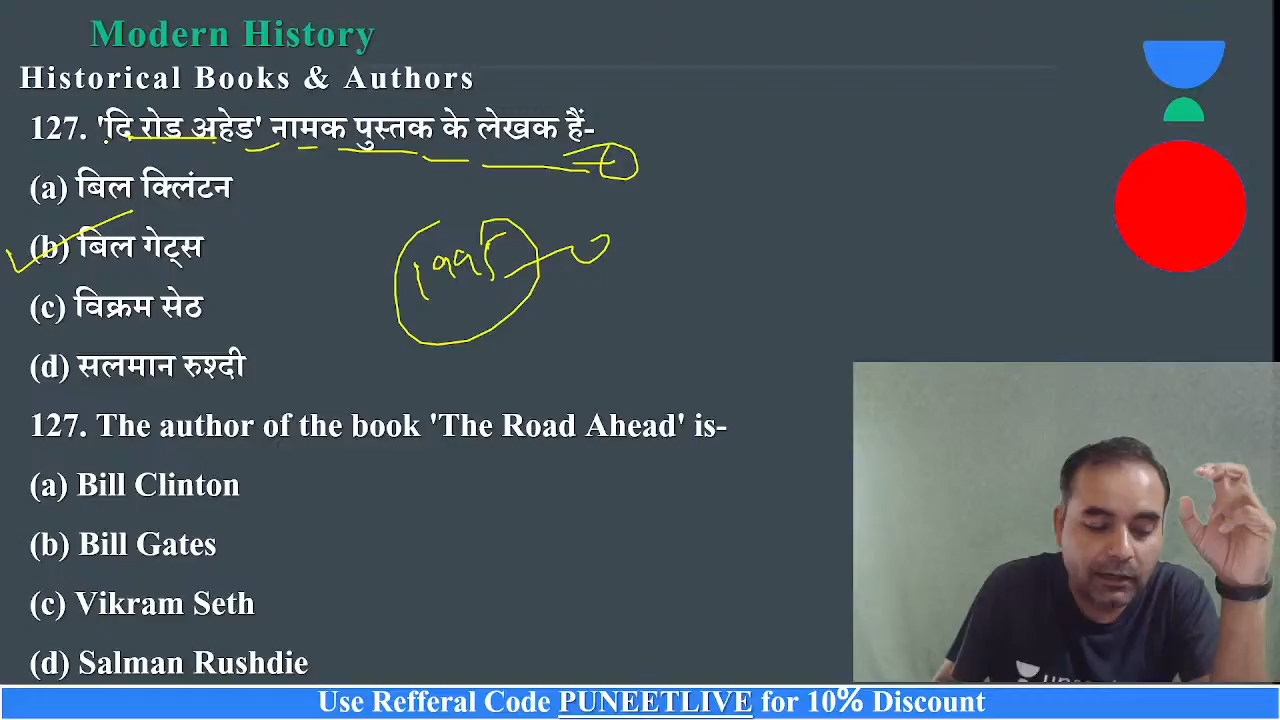 Modern History
Historical Books & Authors
127. 'दि रोड अहेड' नामक पुस्तक के लेखक हैं-
(a) बिल क्लिंटन
(b) बिल गेट्स
1995
(c) विक्रम सेठ
(d) सलमान रुश्दी
127. The author of the book 'The Road Ahead' is-
(a) Bill Clinton
(b) Bill Gates
(c) Vikram Seth
(d) Salman Rushdie
Use Refferal Code PUNEETLIVE for 10% Discount